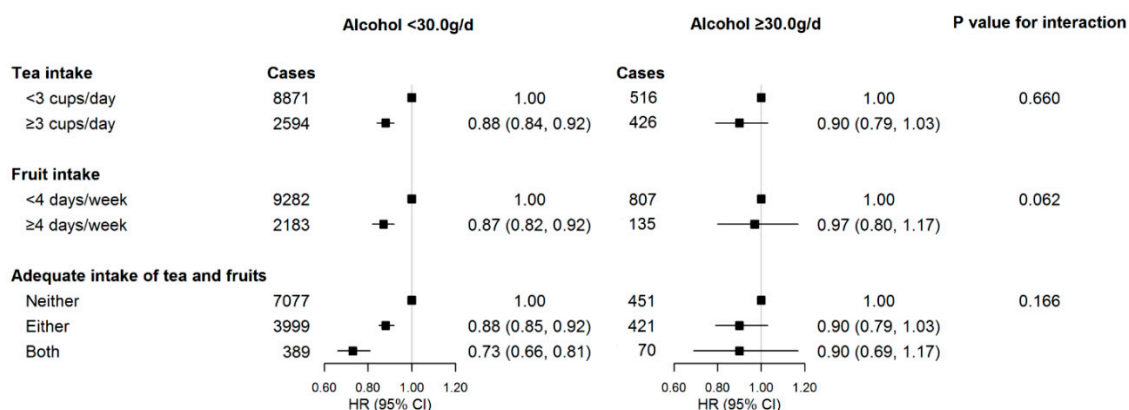 Alcohol <30.0g/d Alcohol ≥30.0g/d P value for interaction
Tea intake Cases Cases
<3 cups/day 8871 1.00 516 1.00 0.660
≥3 cups/day 2594 0.88 (0.84, 0.92) 426 0.90 (0.79, 1.03)
Fruit intake
<4 days/week 9282 1.00 807 1.00 0.062
≥4 days/week 2183 0.87 (0.82, 0.92) 135 0.97 (0.80, 1.17)
Adequate intake of tea and fruits
Neither 7077 1.00 451 1.00 0.166
Either 3999 0.88 (0.85, 0.92) 421 0.90 (0.79, 1.03)
Both 389 0.73 (0.66, 0.81) 70 0.90 (0.69, 1.17)
0.60 0.80 1.00 1.20 0.60 0.80 1.00 1.20
HR (95% CI) HR (95% CI)